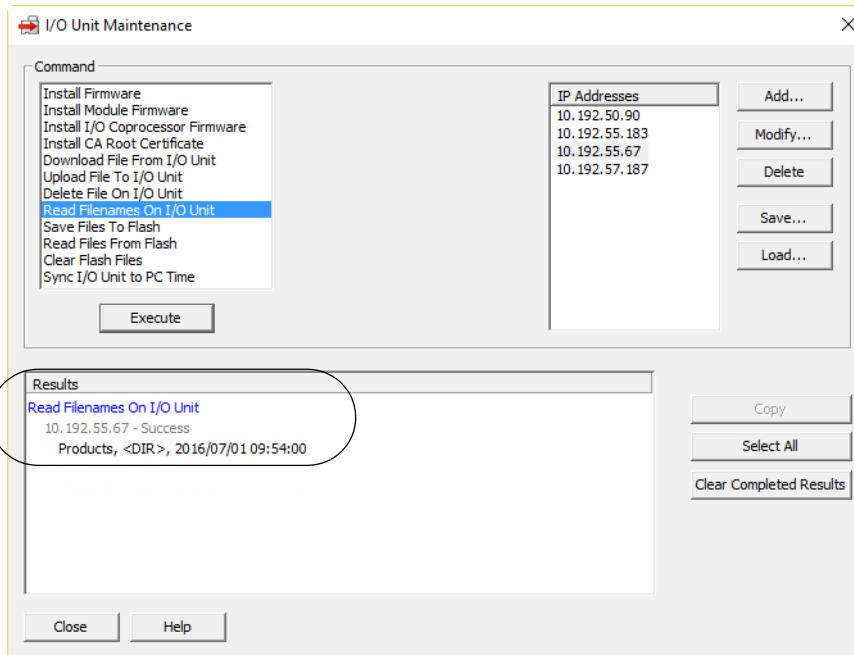 I/O Unit Maintenance
Command
Install Firmware
Install Module Firmware
Install I/O Coprocessor Firmware
Install CA Root Certificate
Download File From I/O Unit
Upload File To I/O Unit
Delete File On I/O Unit
Read Filenames On I/O Unit
Save Files To Flash
Read Files From Flash
Clear Flash Files
Sync I/O Unit to PC Time
Execute
IP Addresses
10.192.50.90
10.192.55.183
10.192.55.67
10.192.57.187
Add...
Modify...
Delete
Save...
Load...
Results
Read Filenames On I/O Unit
10.192.55.67 - Success
Products, <DIR>, 2016/07/01 09:54:00
Copy
Select All
Clear Completed Results
Close
Help